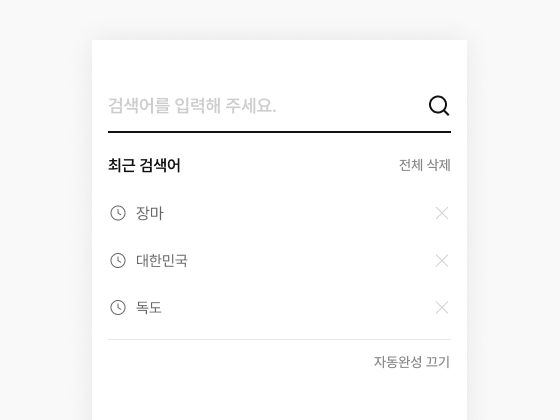 검색어를 입력해 주세요.
최근 검색어 전체 삭제
장마
대한민국
독도
자동완성 끄기